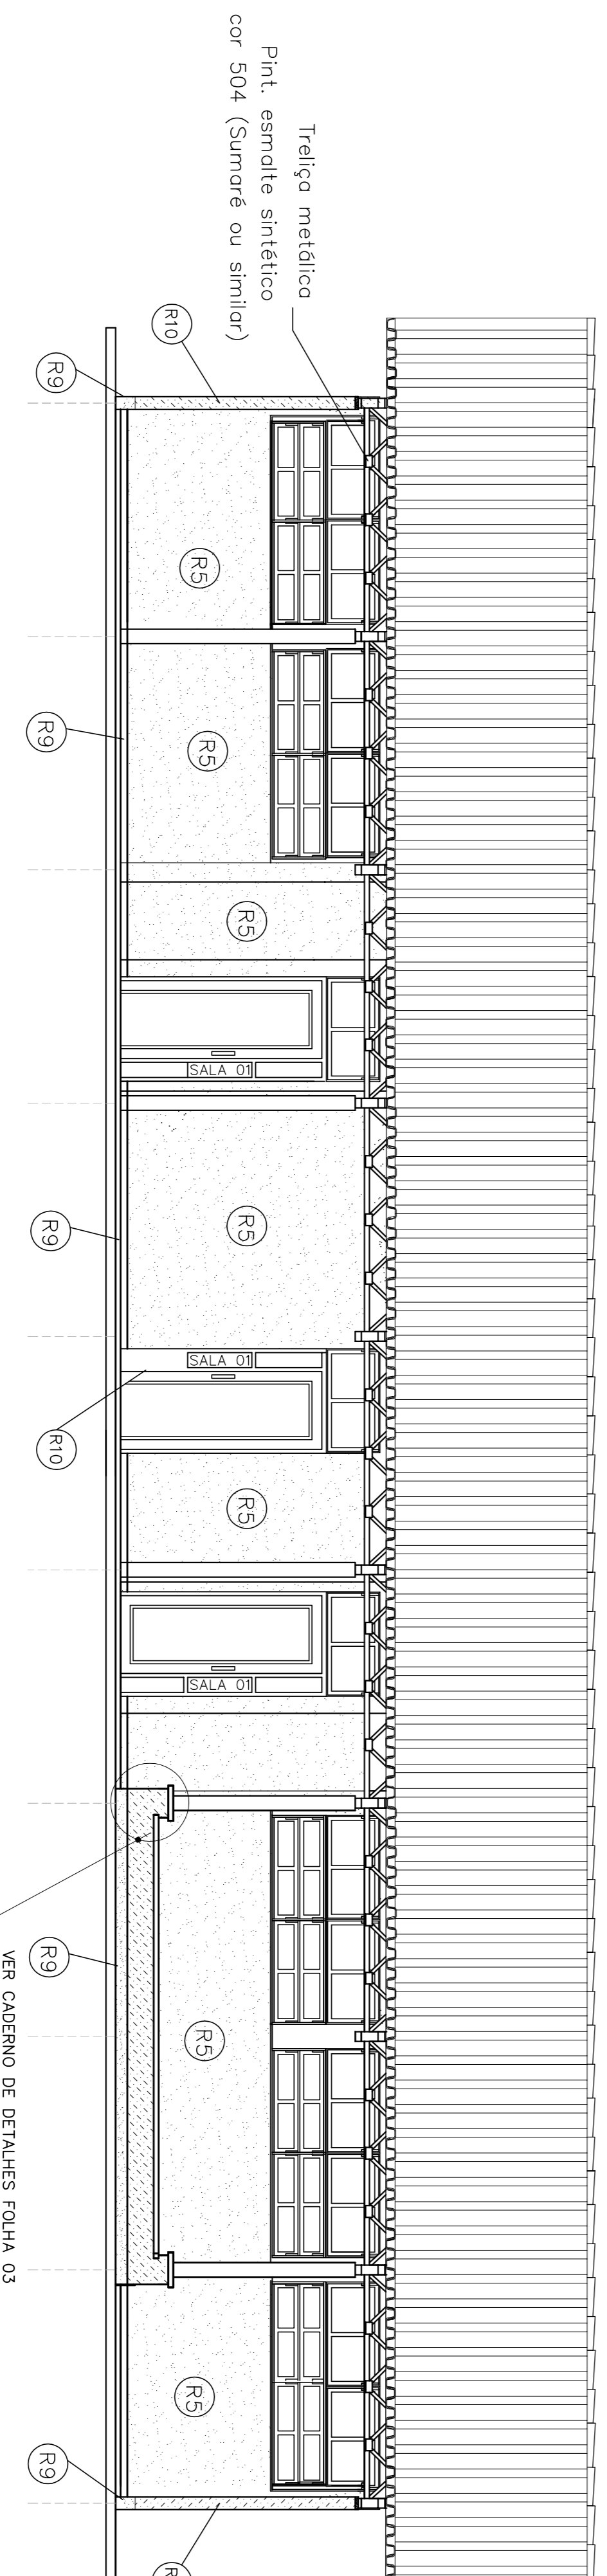 Treliça metálica
Pint. esmalte sintético
cor 504 (Sumaré ou similar)
R10
R9
R5
R9
R5
R5
SALA 01
R9
R5
SALA 01
R10
R5
SALA 01
VER CADERNO DE DETALHES FOLHA 03
R9
R5
R5
R9